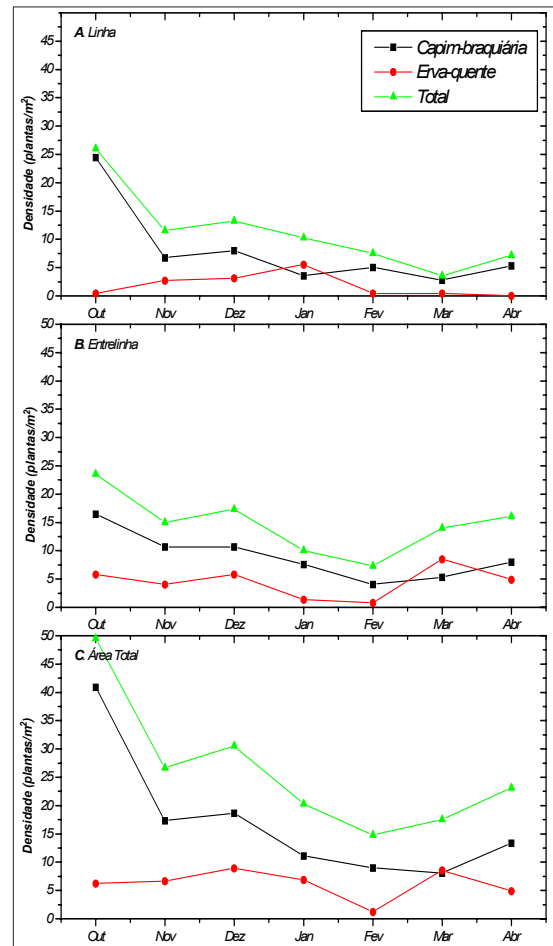 A. Linha
Capim-braquiária
Erva-quente
Total
Densidade (plantas/m²)
50
45
40
35
30
25
20
15
10
5
0
Out Nov Dez Jan Fev Mar Abr
B. Entrelinha
Densidade (plantas/m²)
50
45
40
35
30
25
20
15
10
5
0
Out Nov Dez Jan Fev Mar Abr
C. Área Total
Densidade (plantas/m²)
50
45
40
35
30
25
20
15
10
5
0
Out Nov Dez Jan Fev Mar Abr